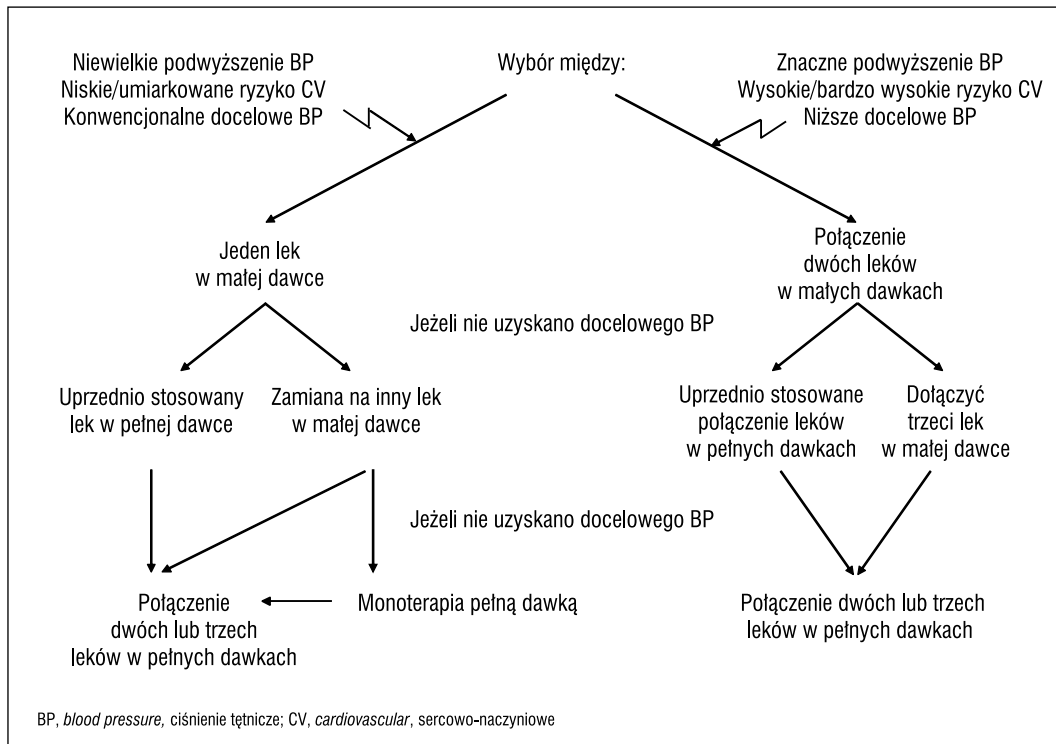 Niewielkie podwyższenie BP
Niskie/umiarkowane ryzyko CV
Konwencjonalne docelowe BP
Wybór między:
Znaczne podwyższenie BP
Wysokie/bardzo wysokie ryzyko CV
Niższe docelowe BP
Jeden lek
w małej dawce
Połączenie
dwóch leków
w małych dawkach
Jeżeli nie uzyskano docelowego BP
Uprzednio stosowany
lek w pełnej dawce
Zamiana na inny lek
w małej dawce
Uprzednio stosowane
połączenie leków
w pełnych dawkach
Dołączyć
trzeci lek
w małej dawce
Jeżeli nie uzyskano docelowego BP
Połączenie
dwóch lub trzech
leków w pełnych dawkach
Monoterapia pełną dawką
Połączenie dwóch lub trzech
leków w pełnych dawkach
BP, blood pressure, ciśnienie tętnicze; CV, cardiovascular, sercowo-naczyniowe